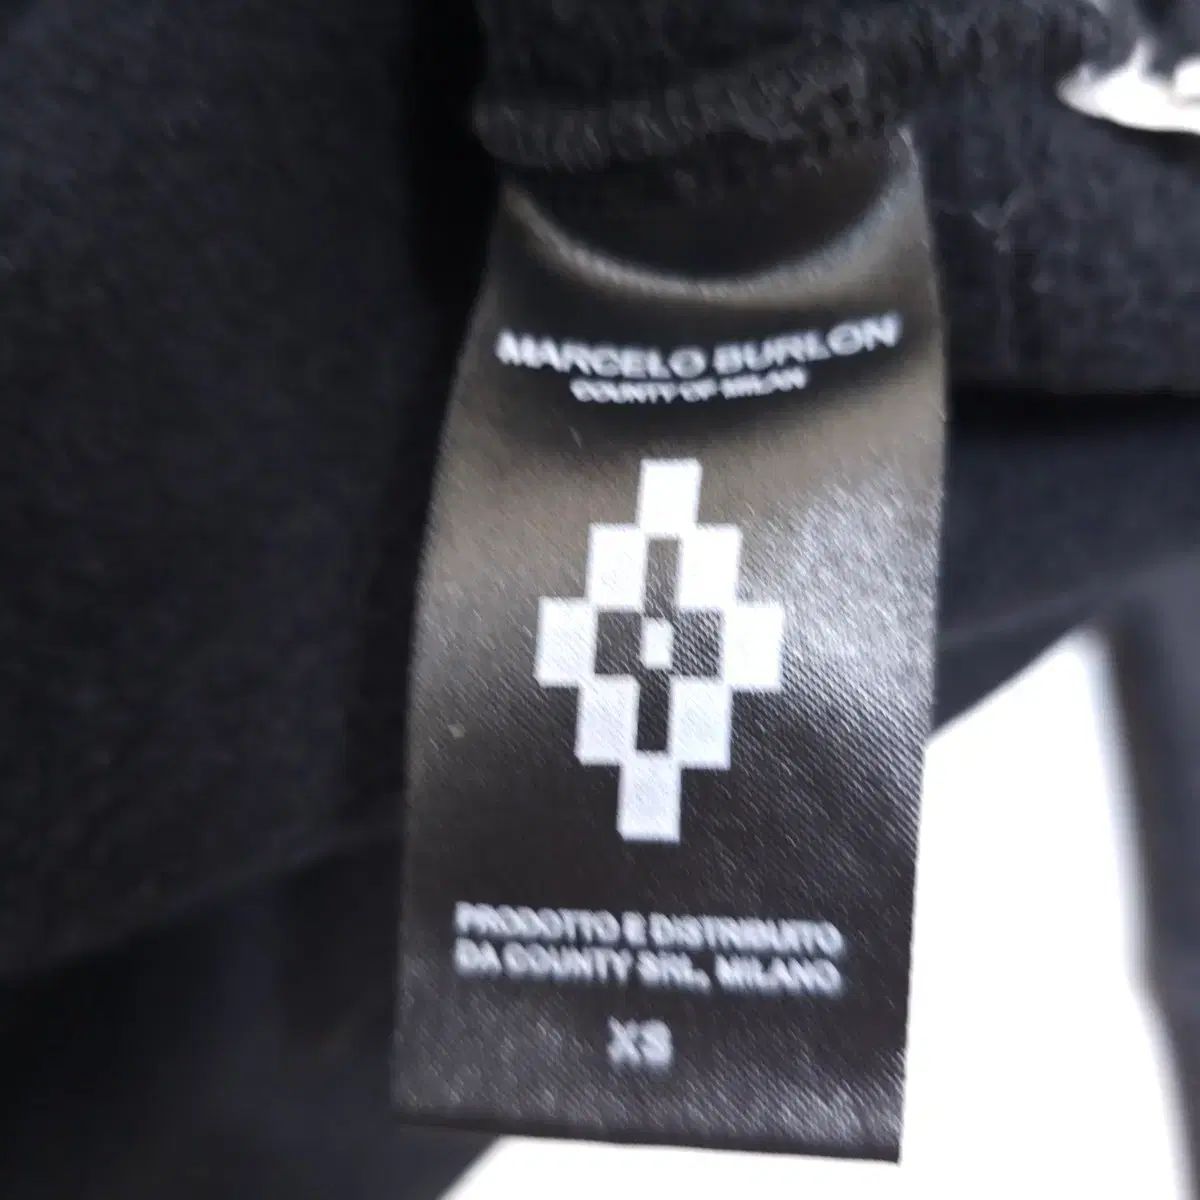 MARCELO BURLON
COUNTY OF MILAN
PRODOTTO E DISTRIBUITO
DA COUNTY SRL, MILANO
XS